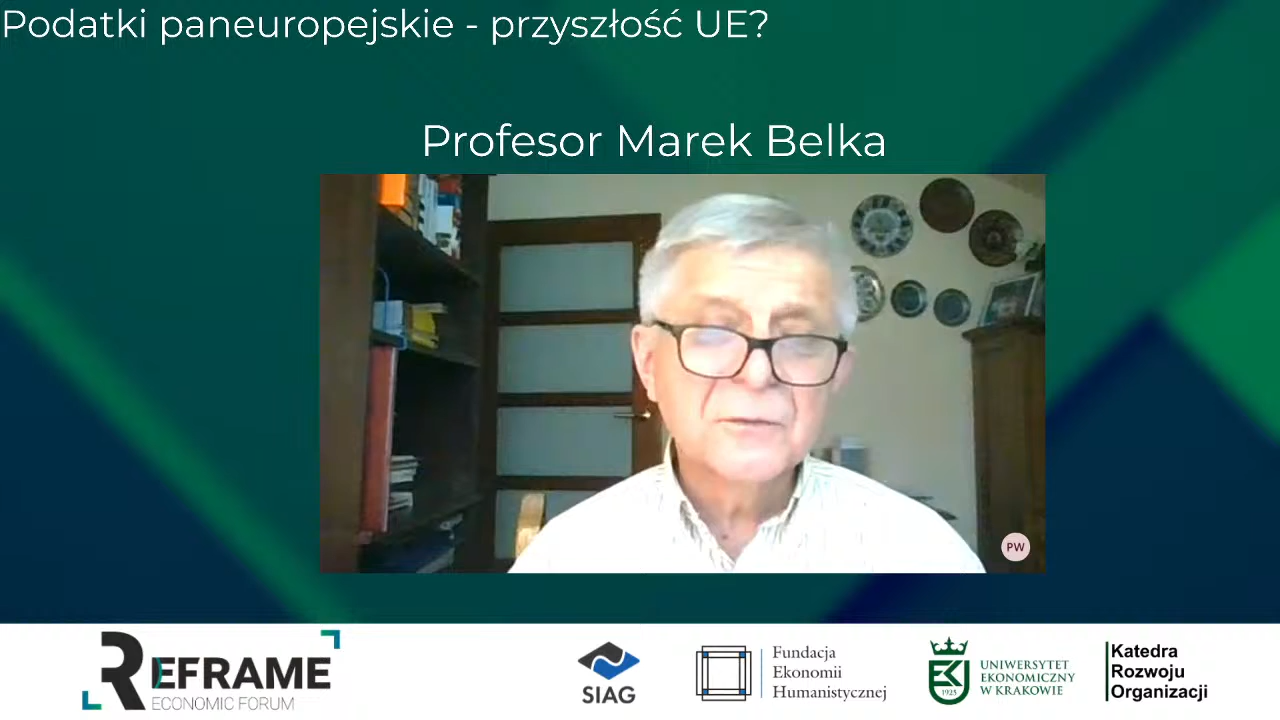 Podatki paneuropejskie - przyszłość UE?
Profesor Marek Belka
PW
REFRAME
ECONOMIC FORUM
SIAG
Fundacja
Ekonomii
Humanistycznej
1925
UNIWERSYTET
EKONOMICZNY
W KRAKOWIE
Katedra
Rozwoju
Organizacji